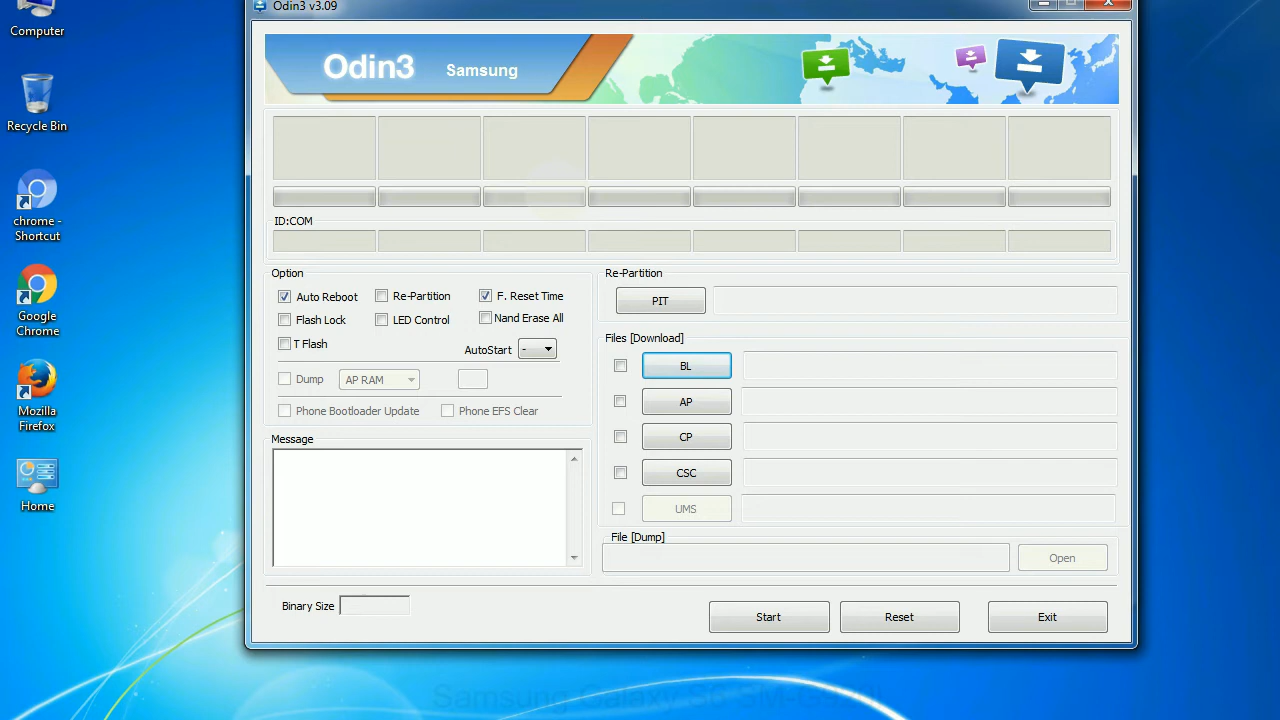 Odin3 v3.09
Computer
Recycle Bin
chrome -
Shortcut
Google
Chrome
Mozilla
Firefox
Home
Odin3 Samsung
ID:COM
Option
Auto Reboot Re-Partition F. Reset Time
Flash Lock LED Control Nand Erase All
T Flash AutoStart -
Dump AP RAM
Phone Bootloader Update Phone EFS Clear
Message
Re-Partition
PIT
Files [Download]
BL
AP
CP
CSC
UMS
File [Dump]
Open
Binary Size
Start Reset Exit
Samsung Galaxy S6